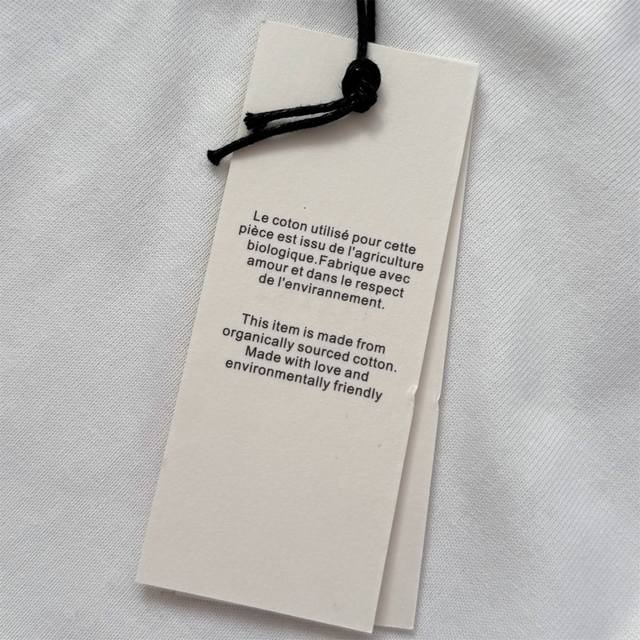 Le coton utilisé pour cette
pièce est issu de l'agriculture
biologique.Fabrique avec
amour et dans le respect
de l'envirannement.
This item is made from
organically sourced cotton.
Made with love and
environmentally friendly